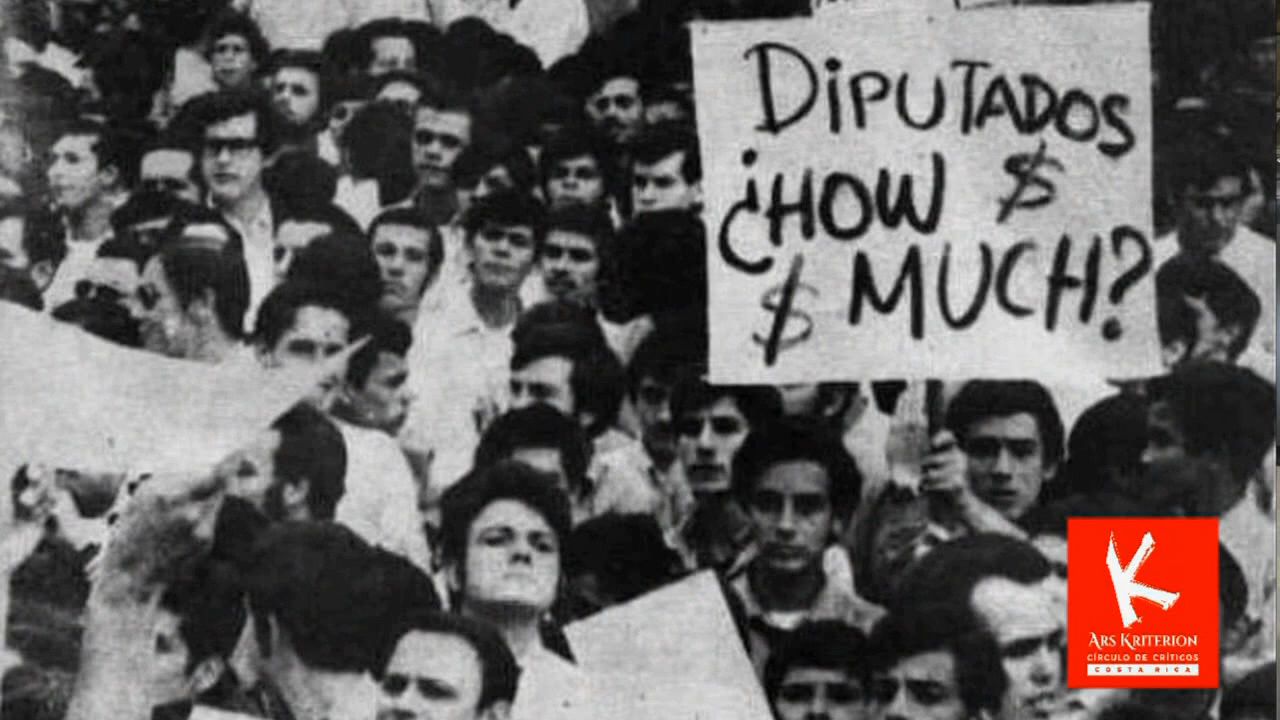 DiPUTADOS
¿HOW $
$ MUCH?
K
ARS KRITERION
CÍRCULO DE CRÍTICOS
COSTA RICA